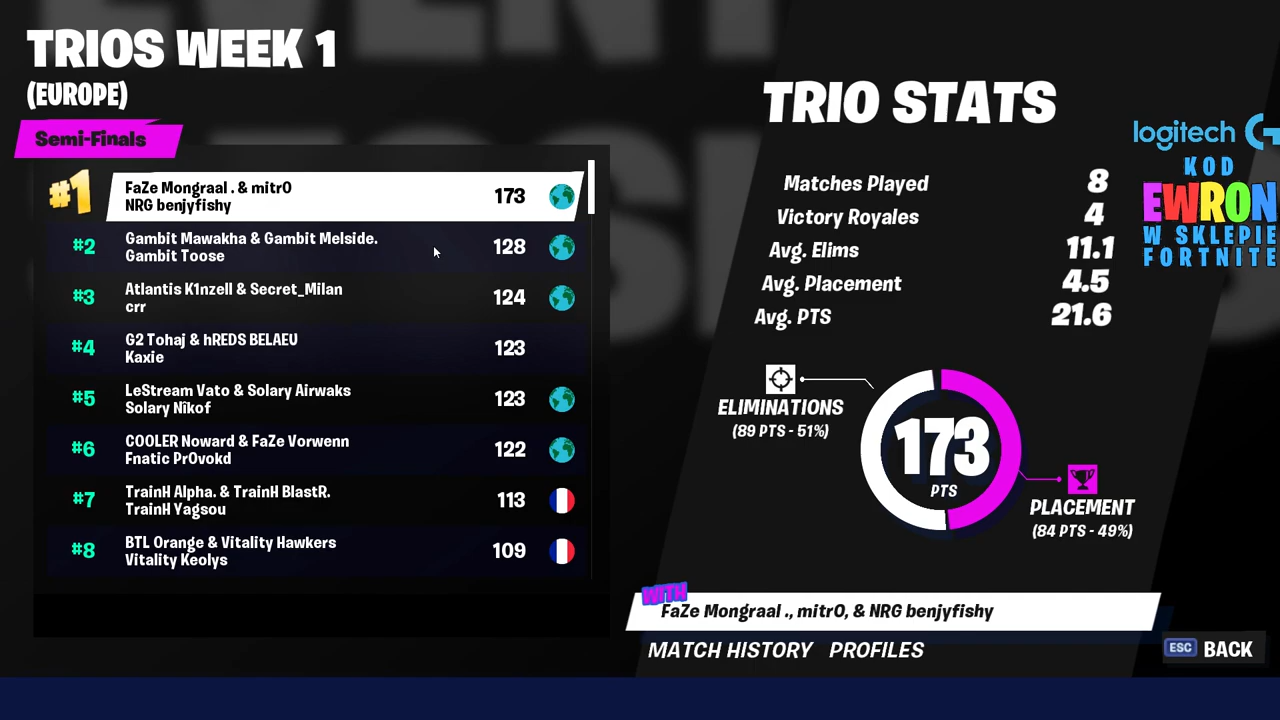 TRIOS WEEK 1
(EUROPE)
Semi-Finals
#1
FaZe Mongraal . & mitr0
NRG benjyfishy
173
#2
Gambit Mawakha & Gambit Melside.
Gambit Toose
128
#3
Atlantis K1nzell & Secret_Milan
crr
124
#4
G2 Tohaj & hREDS BELAEU
Kaxie
123
#5
LeStream Vato & Solary Airwaks
Solary Nîkof
123
#6
COOLER Noward & FaZe Vorwenn
Fnatic Pr0vokd
122
#7
TrainH Alpha. & TrainH BlastR.
TrainH Yagsou
113
#8
BTL Orange & Vitality Hawkers
Vitality Keolys
109
TRIO STATS
Matches Played 8
Victory Royales 4
Avg. Elims 11.1
Avg. Placement 4.5
Avg. PTS 21.6
ELIMINATIONS
(89 PTS - 51%)
173
PTS
PLACEMENT
(84 PTS - 49%)
WITH
FaZe Mongraal ., mitr0, & NRG benjyfishy
MATCH HISTORY PROFILES
ESC BACK
logitech G
KOD
EWRON
W SKLEPIE
FORTNITE